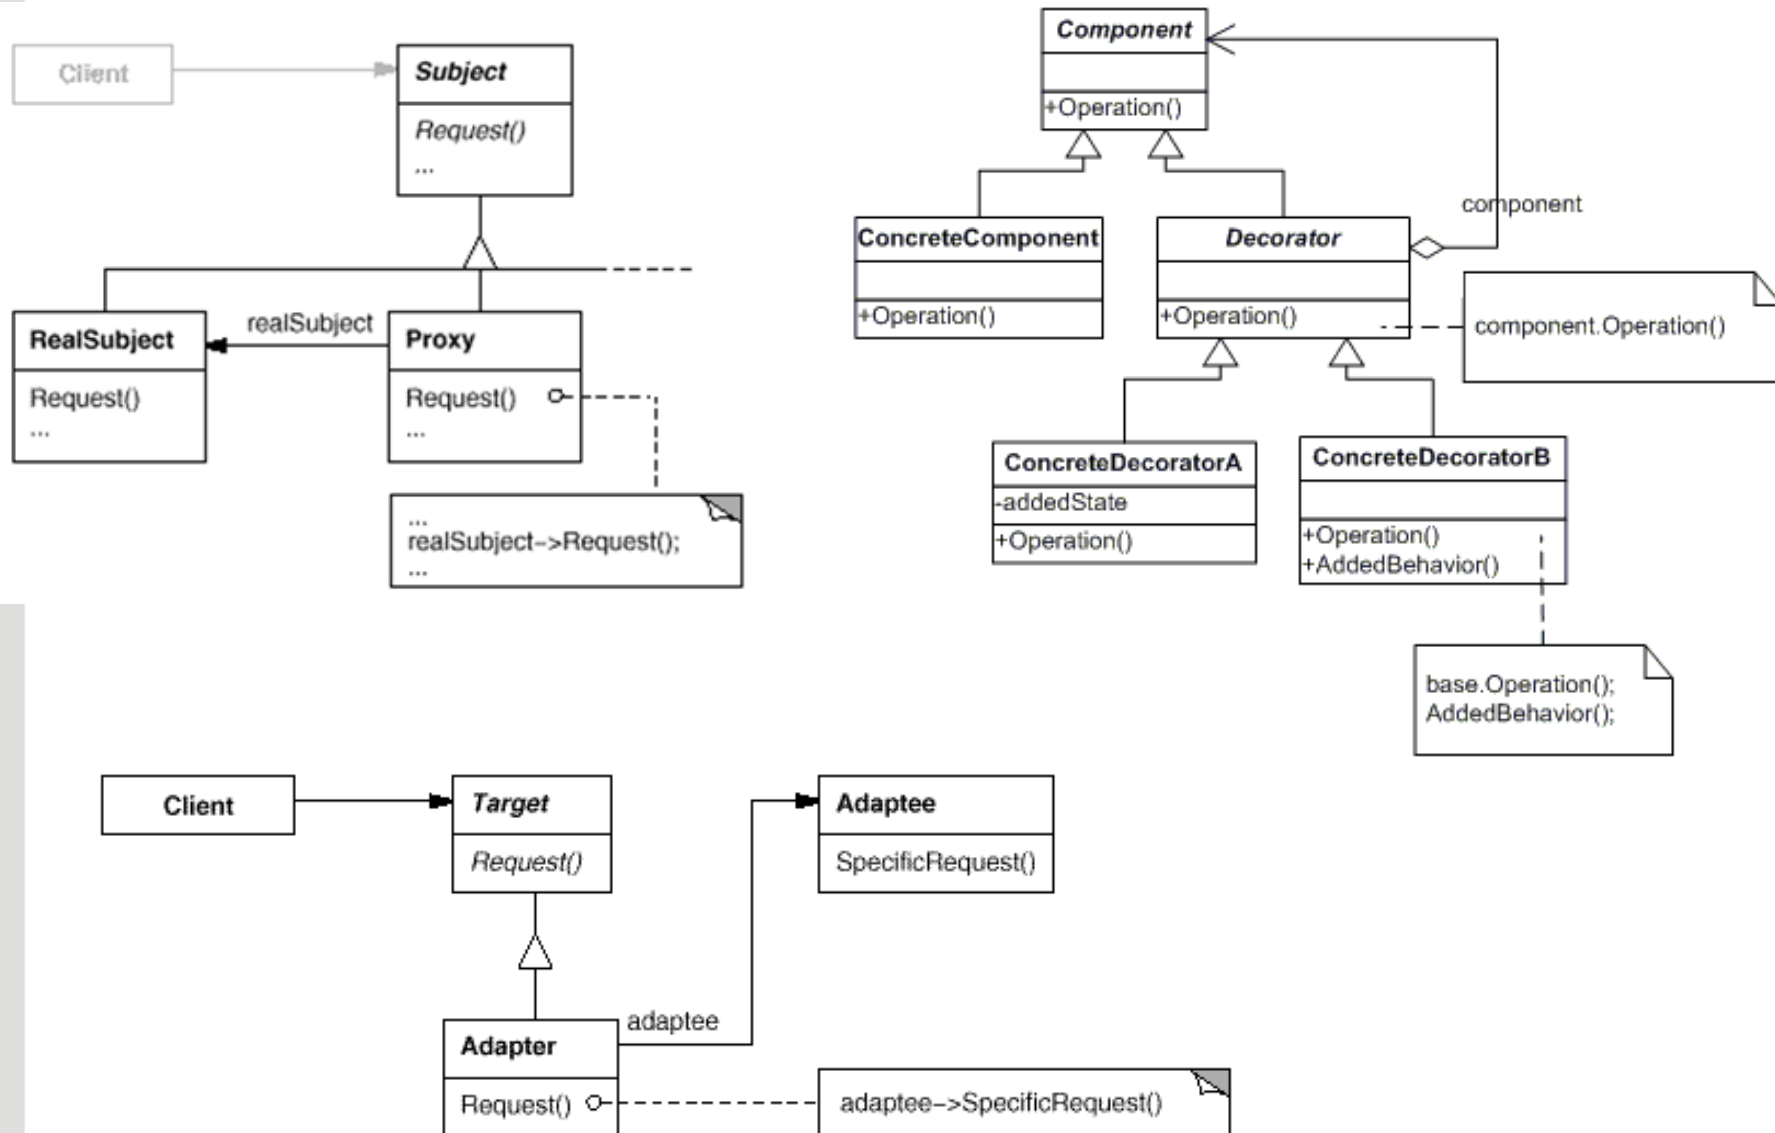 Client
Subject
Request()
...
RealSubject
Request()
...
realSubject
Proxy
Request()
...
...
realSubject->Request();
...
Component
+Operation()
component
ConcreteComponent
+Operation()
Decorator
+Operation()
component.Operation()
ConcreteDecoratorA
-addedState
+Operation()
ConcreteDecoratorB
+Operation()
+AddedBehavior()
base.Operation();
AddedBehavior();
Client
Target
Request()
Adaptee
SpecificRequest()
adaptee
Adapter
Request()
adaptee->SpecificRequest()